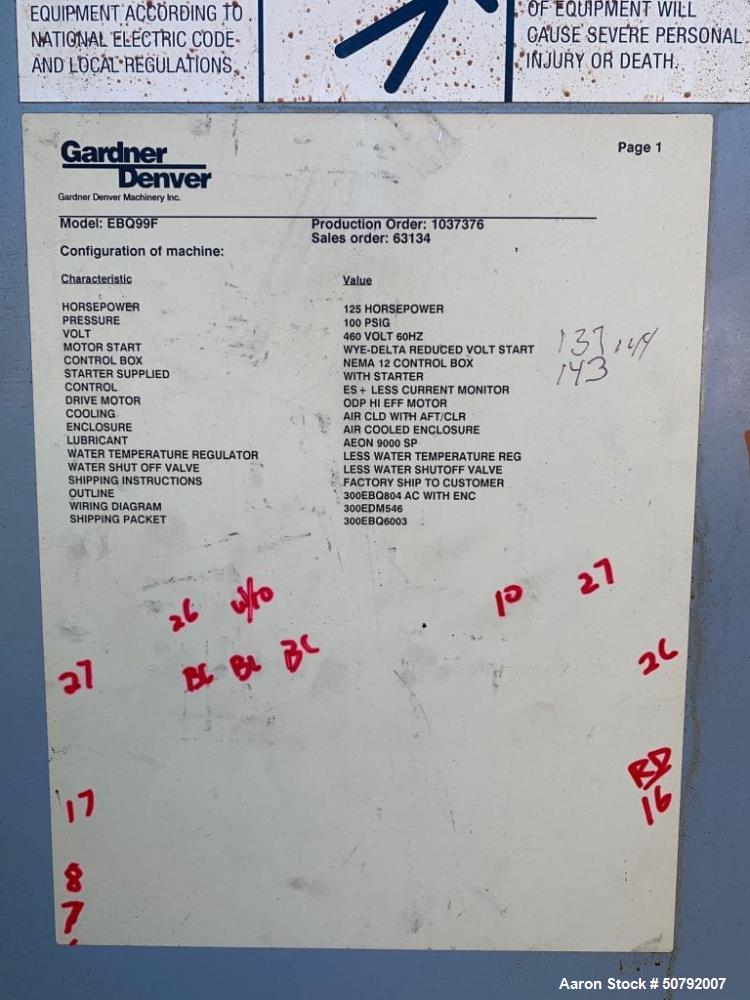 EQUIPMENT ACCORDING TO
NATIONAL ELECTRIC CODE
AND LOCAL REGULATIONS.
OF EQUIPMENT WILL
CAUSE SEVERE PERSONAL
INJURY OR DEATH.
Gardner
Denver
Gardner Denver Machinery Inc.
Page 1
Model: EBQ99F Production Order: 1037376
Sales order: 63134
Configuration of machine:
Characteristic Value
HORSEPOWER 125 HORSEPOWER
PRESSURE 100 PSIG
VOLT 460 VOLT 60HZ
MOTOR START WYE-DELTA REDUCED VOLT START
CONTROL BOX NEMA 12 CONTROL BOX
STARTER SUPPLIED WITH STARTER
CONTROL ES+ LESS CURRENT MONITOR
DRIVE MOTOR ODP HI EFF MOTOR
COOLING AIR CLD WITH AFT/CLR
ENCLOSURE AIR COOLED ENCLOSURE
LUBRICANT AEON 9000 SP
WATER TEMPERATURE REGULATOR LESS WATER TEMPERATURE REG
WATER SHUT OFF VALVE LESS WATER SHUTOFF VALVE
SHIPPING INSTRUCTIONS FACTORY SHIP TO CUSTOMER
OUTLINE 300EBQ804 AC WITH ENC
WIRING DIAGRAM 300EDM546
SHIPPING PACKET 300EBQ6003
137 144
143
26 10 27
27 BC BC BC 26
17 16
8
7
Aaron Stock # 50792007